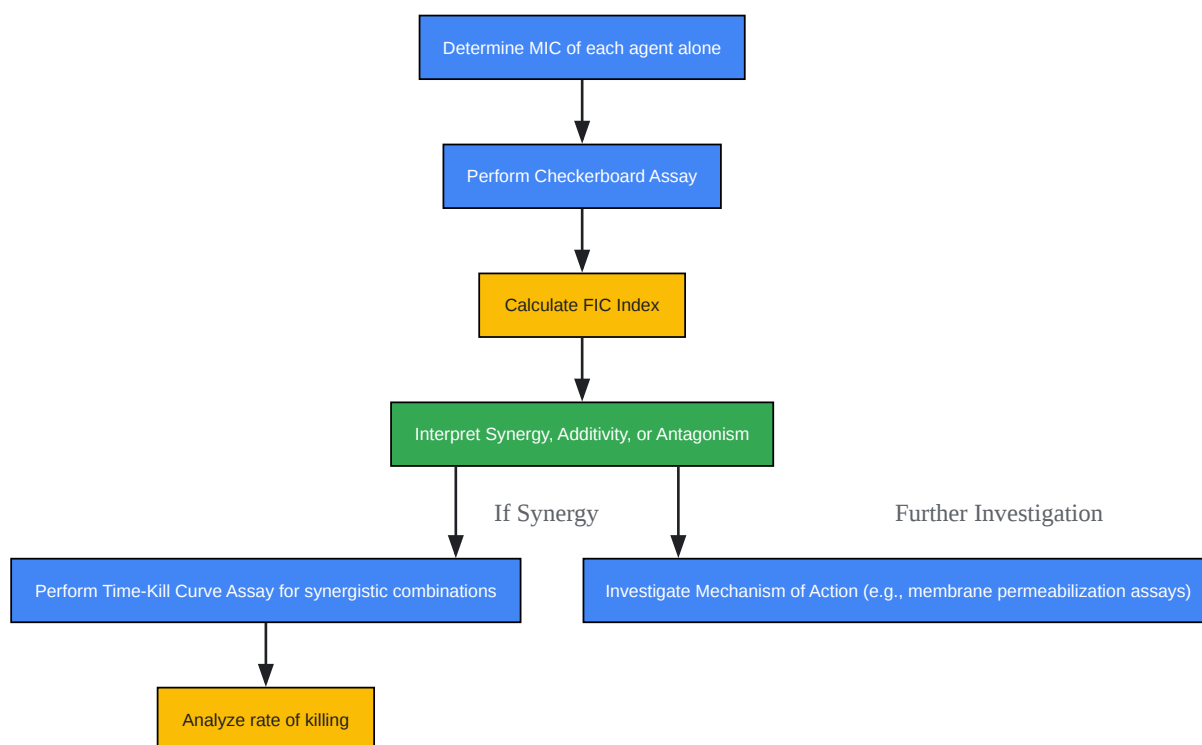 Determine MIC of each agent alone
Perform Checkerboard Assay
Calculate FIC Index
Interpret Synergy, Additivity, or Antagonism
If Synergy
Further Investigation
Perform Time-Kill Curve Assay for synergistic combinations
Investigate Mechanism of Action (e.g., membrane permeabilization assays)
Analyze rate of killing